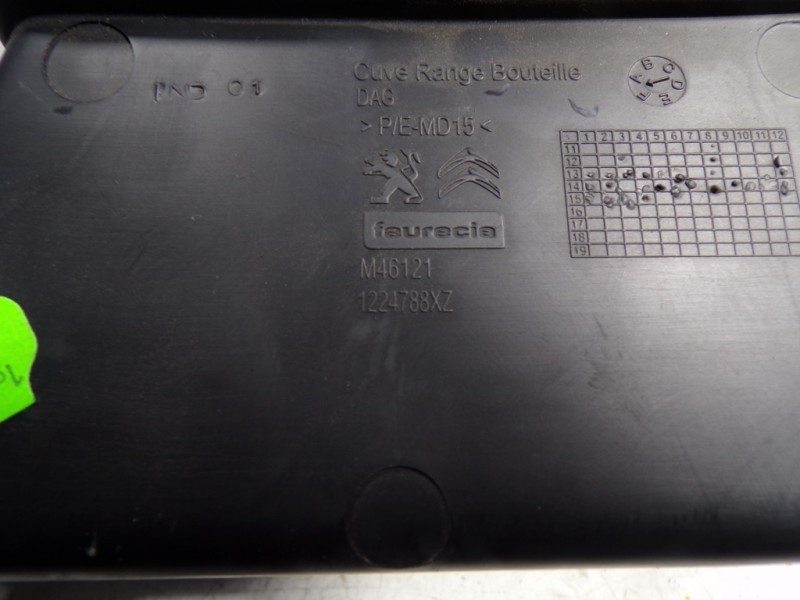 IND 01
Cuve Range Bouteille
DAG
> P/E-MD15 <
faurecia
M46121
1224788XZ
A B C D E
1 2 3 4 5 6 7 8 9 10 11 12
11
12
13
14
15
16
17
18
19